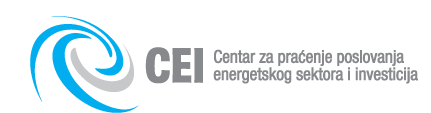 CEI
Centar za praćenje poslovanja
energetskog sektora i investicija